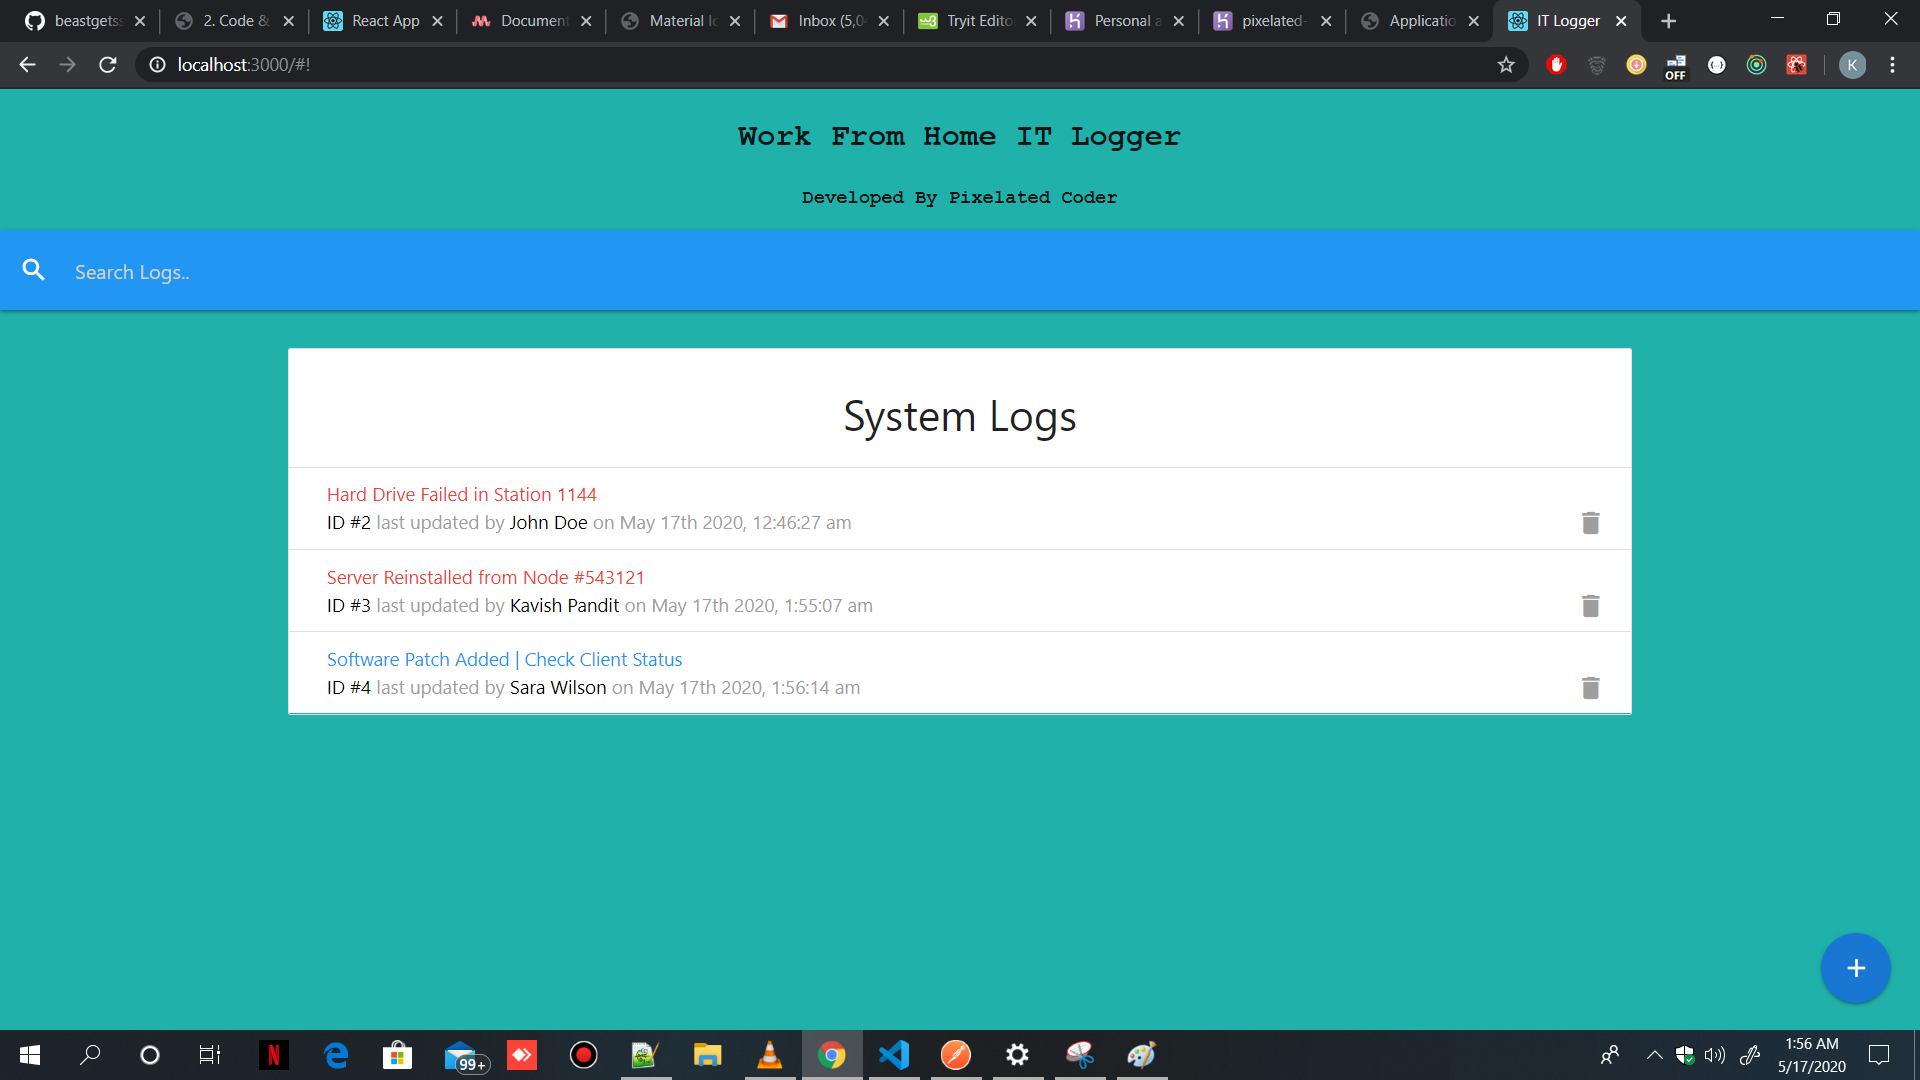 beastgetss
2. Code &
React App
Document
Material Ic
Inbox (5,0
Tryit Edito
Personal a
pixelated-
Applicatio
IT Logger
localhost:3000/#!
OFF
K
Work From Home IT Logger
Developed By Pixelated Coder
Search Logs..
System Logs
Hard Drive Failed in Station 1144
ID #2 last updated by John Doe on May 17th 2020, 12:46:27 am
Server Reinstalled from Node #543121
ID #3 last updated by Kavish Pandit on May 17th 2020, 1:55:07 am
Software Patch Added | Check Client Status
ID #4 last updated by Sara Wilson on May 17th 2020, 1:56:14 am
99+
1:56 AM
5/17/2020